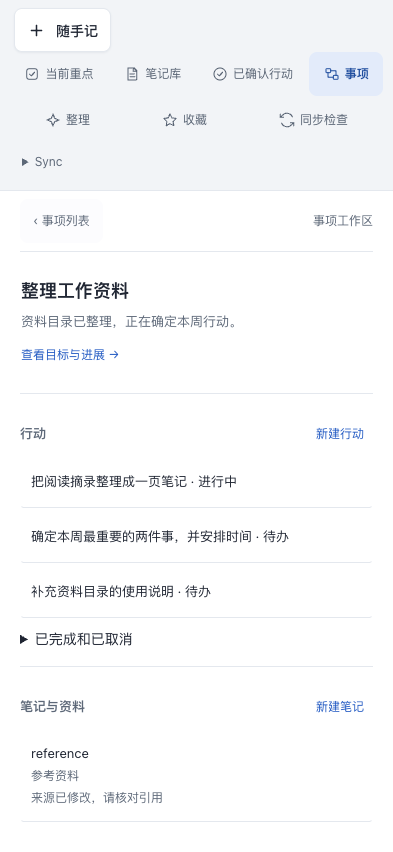 随手记
当前重点 笔记库 已确认行动 事项
整理 收藏 同步检查
Sync
‹ 事项列表 事项工作区
整理工作资料
资料目录已整理，正在确定本周行动。
查看目标与进展 →
行动 新建行动
把阅读摘录整理成一页笔记 · 进行中
确定本周最重要的两件事，并安排时间 · 待办
补充资料目录的使用说明 · 待办
已完成和已取消
笔记与资料 新建笔记
reference
参考资料
来源已修改，请核对引用